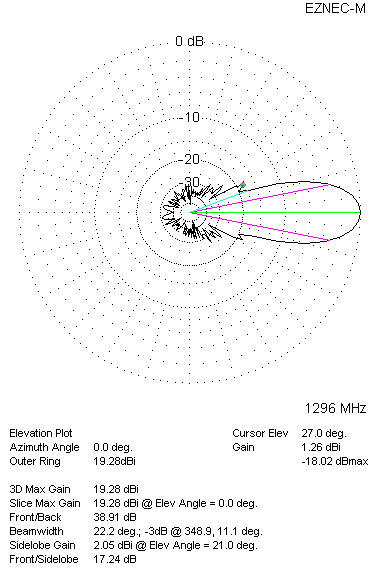 EZNEC-M
0 dB
-10
-20
-30
1296 MHz
Elevation Plot Cursor Elev 27.0 deg.
Azimuth Angle 0.0 deg. Gain 1.26 dBi
Outer Ring 19.28dBi -18.02 dBmax
3D Max Gain 19.28 dBi
Slice Max Gain 19.28 dBi @ Elev Angle = 0.0 deg.
Front/Back 38.91 dB
Beamwidth 22.2 deg.; -3dB @ 348.9, 11.1 deg.
Sidelobe Gain 2.05 dBi @ Elev Angle = 21.0 deg.
Front/Sidelobe 17.24 dB